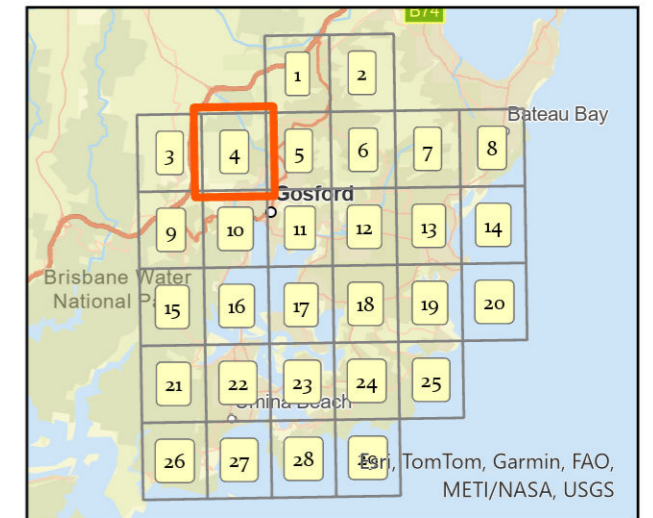 B74
1 2
Bateau Bay
3 4 5 6 7 8
Gosford
9 10 11 12 13 14
Brisbane Water
National
15 16 17 18 19 20
21 22 23 24 25
Umina Beach
26 27 28 29
Esri, TomTom, Garmin, FAO,
METI/NASA, USGS